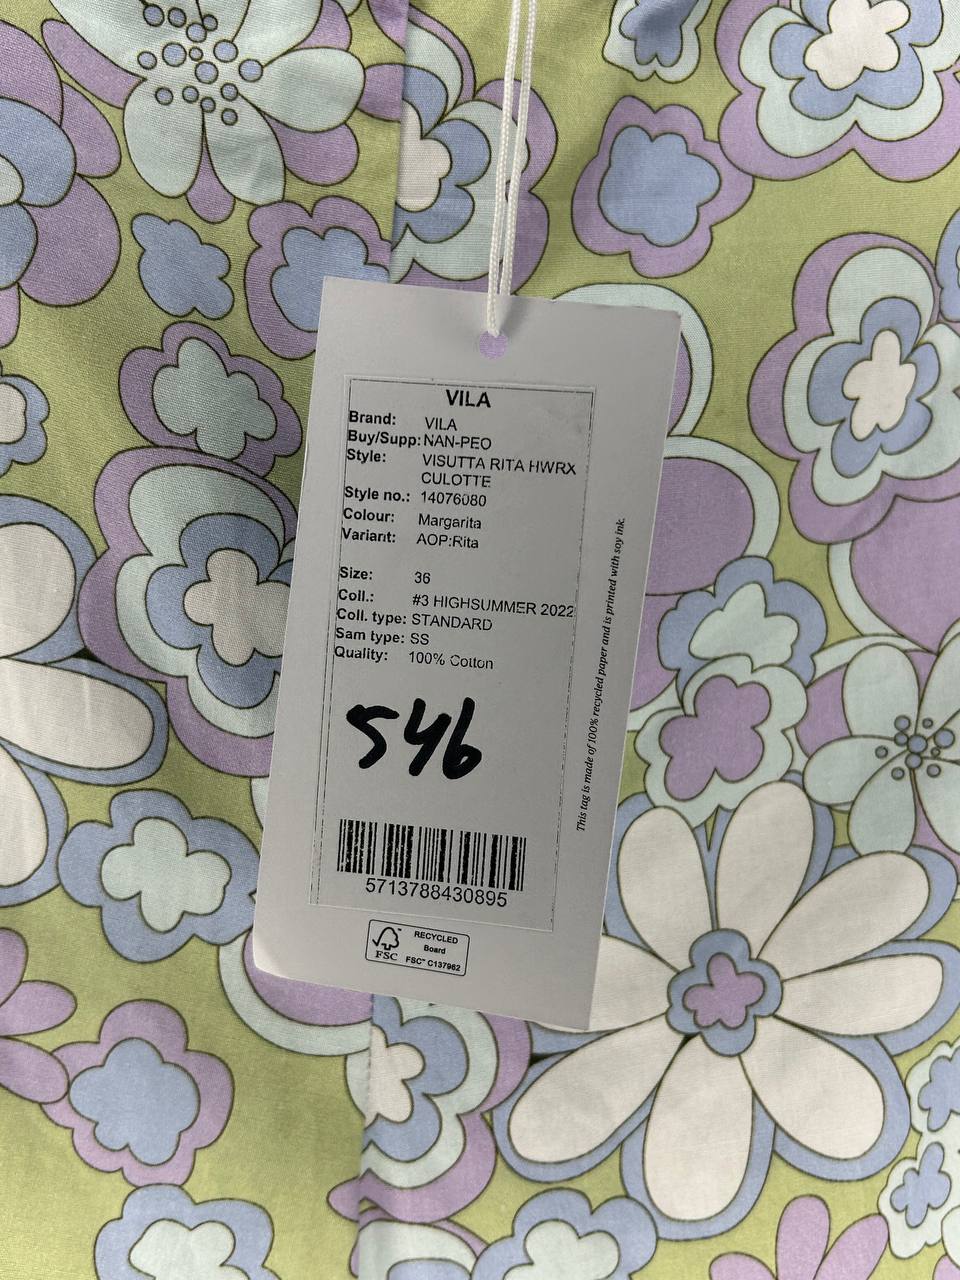 VILA
Brand: VILA
Buy/Supp: NAN-PEO
Style: VISUTTA RITA HWRX
CULOTTE
Style no.: 14076080
Colour: Margarita
Variant: AOP:Rita
Size: 36
Coll.: #3 HIGHSUMMER 2022
Coll. type: STANDARD
Sam type: SS
Quality: 100% Cotton
546
5713788430895
This tag is made of 100% recycled paper and is printed with soy ink.
FSC
RECYCLED
Board
FSC™ C137962